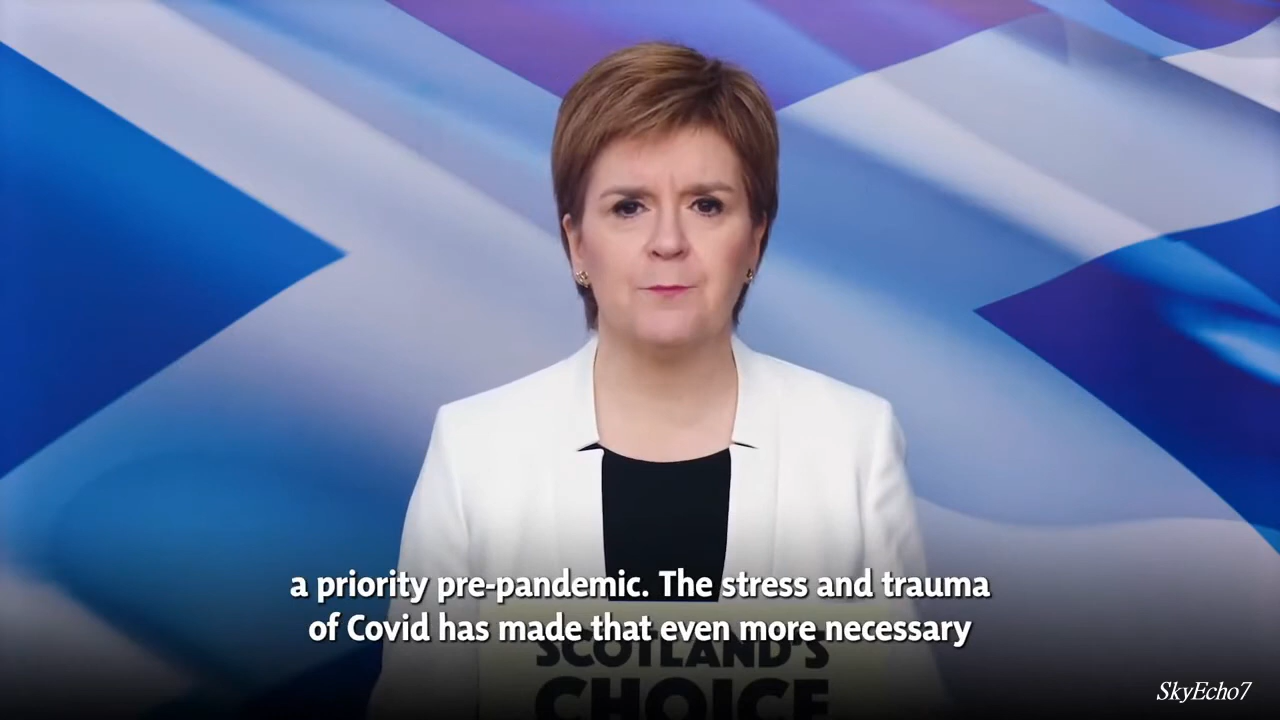 a priority pre-pandemic. The stress and trauma
of Covid has made that even more necessary
SCOTLAND'S
CHOICE
SkyEcho7